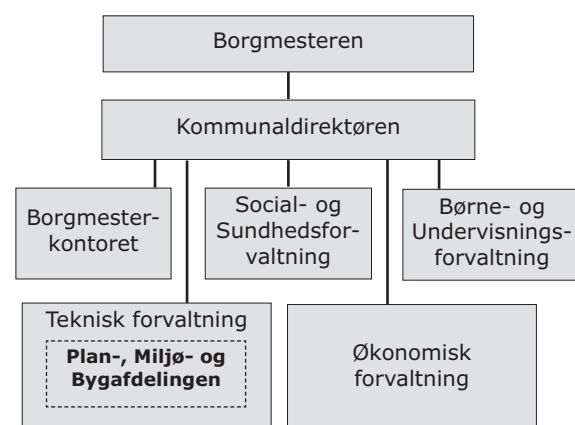 Borgmesteren
Kommunaldirektøren
Borgmester-
kontoret
Social- og
Sundhedsfor-
valtning
Børne- og
Undervisnings-
forvaltning
Teknisk forvaltning
Plan-, Miljø- og
Bygafdelingen
Økonomisk
forvaltning